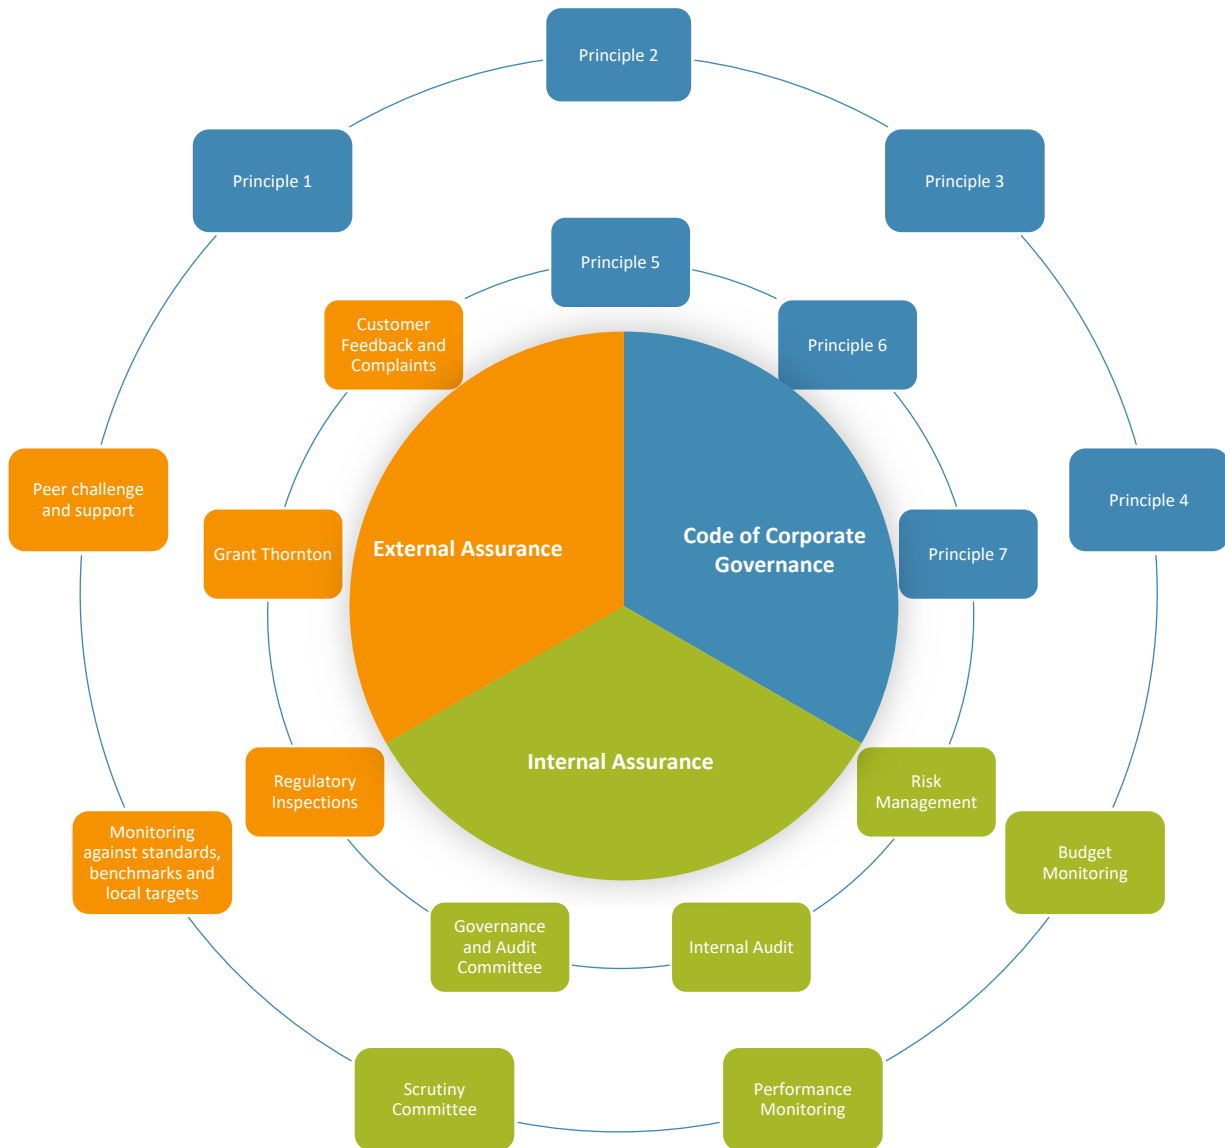 Principle 2
Principle 1
Principle 3
Principle 5
Customer
Feedback and
Complaints
Principle 6
Peer challenge
and support
Principle 4
Grant Thornton
External Assurance
Code of Corporate
Governance
Principle 7
Internal Assurance
Regulatory
Inspections
Risk
Management
Monitoring
against standards,
benchmarks and
local targets
Budget
Monitoring
Governance
and Audit
Committee
Internal Audit
Scrutiny
Committee
Performance
Monitoring